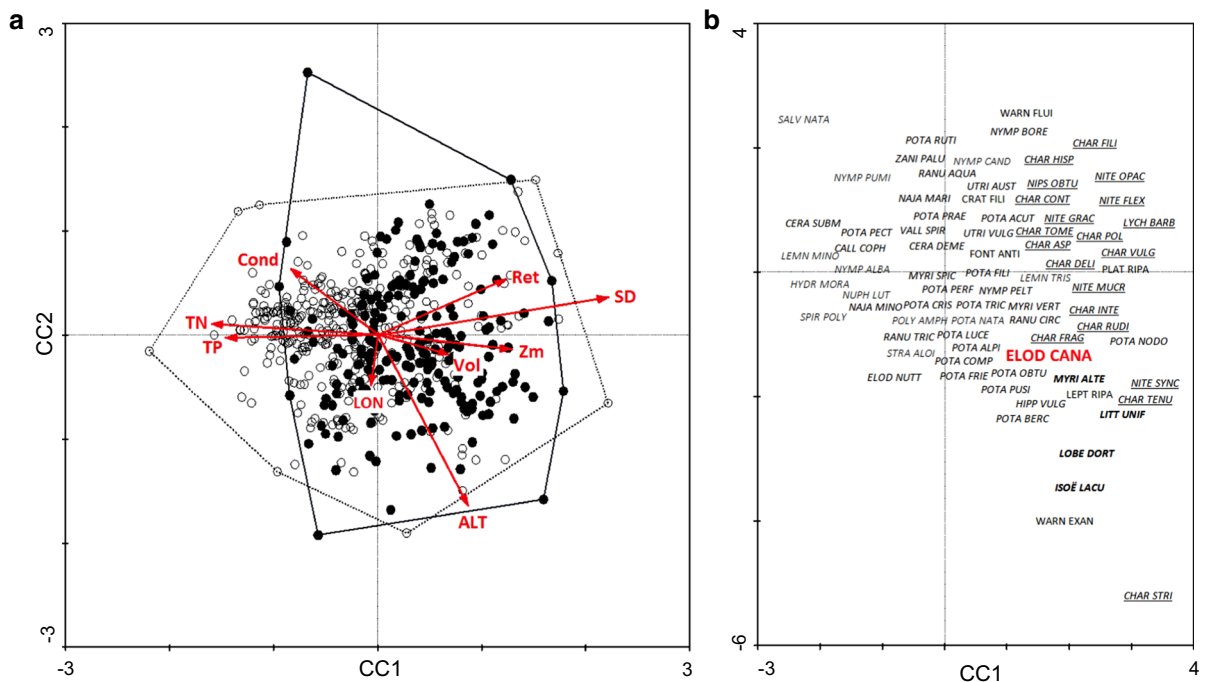 a
3
Cond
Ret
SD
TN
TP
Zm
Vol
LON
ALT
CC2
-3
-3
CC1
3
b
4
WARN FLUI
SALV NATA
NYMP BORE
POTA RUTI
CHAR FILI
ZANI PALU NYMP CAND CHAR HISP
RANU AQUA
NYMP PUMI
UTRI AUST NIPS OBTU NITE OPAC
NAJA MARI CRAT FILI CHAR CONT NITE FLEX
POTA PRAE POTA ACUT NITE GRAC
CERA SUBM LYCH BARB
POTA PECT VALL SPIR UTRI VULG CHAR TOME CHAR POL
CALL COPH CERA DEME CHAR ASP
LEMN MINO FONT ANTI CHAR VULG
NYMP ALBA CHAR DELI PLAT RIPA
MYRI SPIC POTA FILI LEMN TRIS
HYDR MORA
NUPH LUT POTA PERF NYMP PELT NITE MUCR
NAJA MINO POTA CRIS POTA TRIC MYRI VERT CHAR INTE
SPIR POLY POLY AMPH POTA NATA RANU CIRC
CHAR RUDI
RANU TRIC POTA LUCE CHAR FRAG POTA NODO
STRA ALOI POTA ALPI ELOD CANA
POTA COMP
ELOD NUTT POTA FRIE POTA OBTU MYRI ALTE
NITE SYNC
POTA PUSI LEPT RIPA CHAR TENU
HIPP VULG
POTA BERC LITT UNIF
LOBE DORT
ISOË LACU
WARN EXAN
CHAR STRI
-6
-3
CC1
4